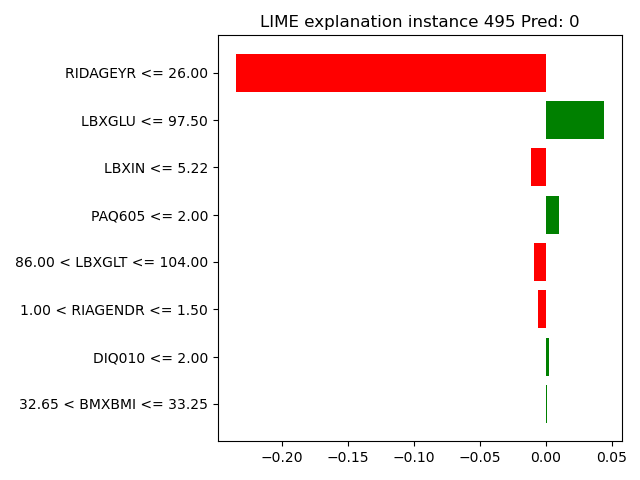 LIME explanation instance 495 Pred: 0
RIDAGEYR <= 26.00
LBXGLU <= 97.50
LBXIN <= 5.22
PAQ605 <= 2.00
86.00 < LBXGLT <= 104.00
1.00 < RIAGENDR <= 1.50
DIQ010 <= 2.00
32.65 < BMXBMI <= 33.25
−0.20 −0.15 −0.10 −0.05 0.00 0.05